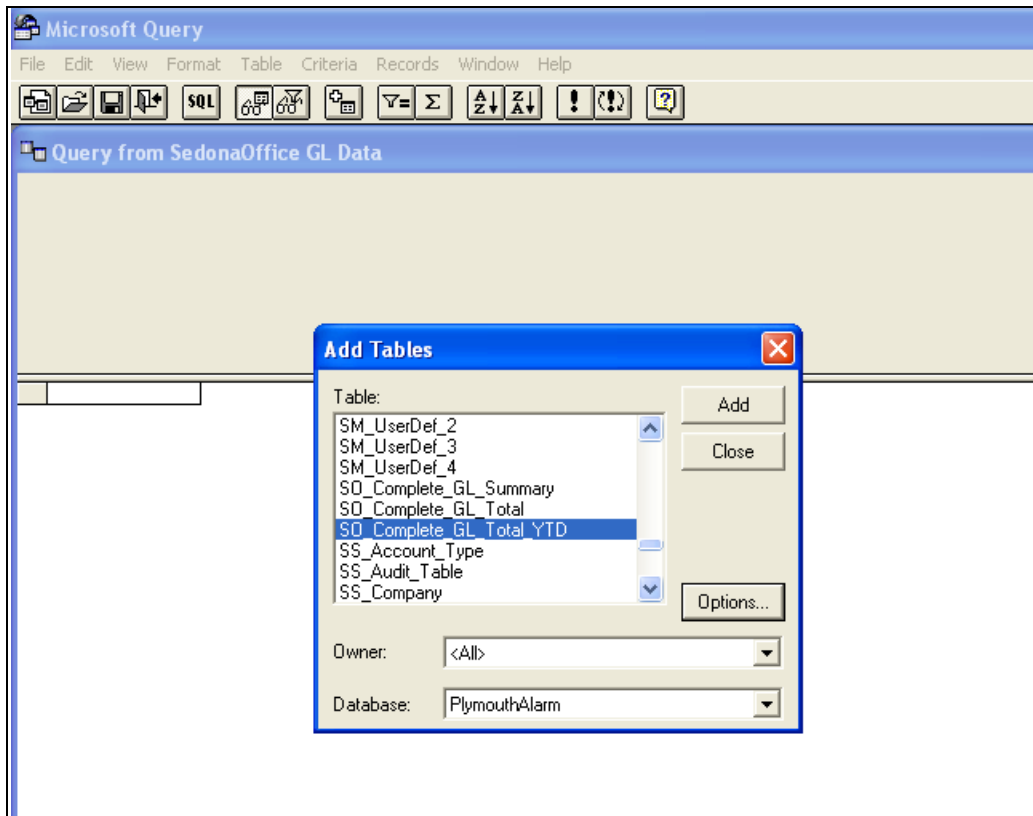 Microsoft Query
File Edit View Format Table Criteria Records Window Help
SQL
Query from SedonaOffice GL Data
Add Tables
Table:
Add
SM_UserDef_2
SM_UserDef_3
Close
SM_UserDef_4
SO_Complete_GL_Summary
SO_Complete_GL_Total
SO_Complete_GL_Total_YTD
SS_Account_Type
SS_Audit_Table
SS_Company
Options...
Owner: <All>
Database: PlymouthAlarm